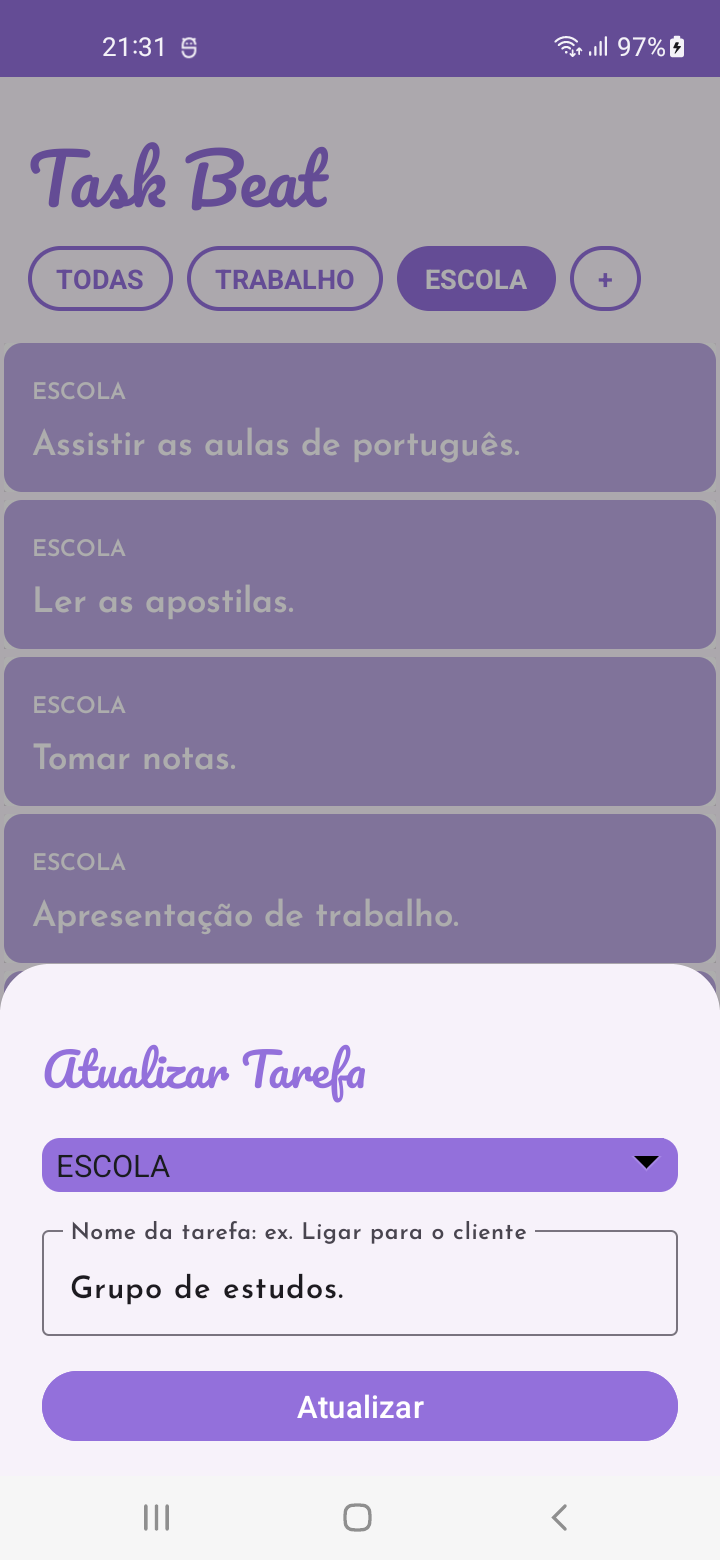 21:31
97%
Task Beat
TODAS TRABALHO ESCOLA +
ESCOLA
Assistir as aulas de português.
ESCOLA
Ler as apostilas.
ESCOLA
Tomar notas.
ESCOLA
Apresentação de trabalho.
Atualizar Tarefa
ESCOLA
Nome da tarefa: ex. Ligar para o cliente
Grupo de estudos.
Atualizar